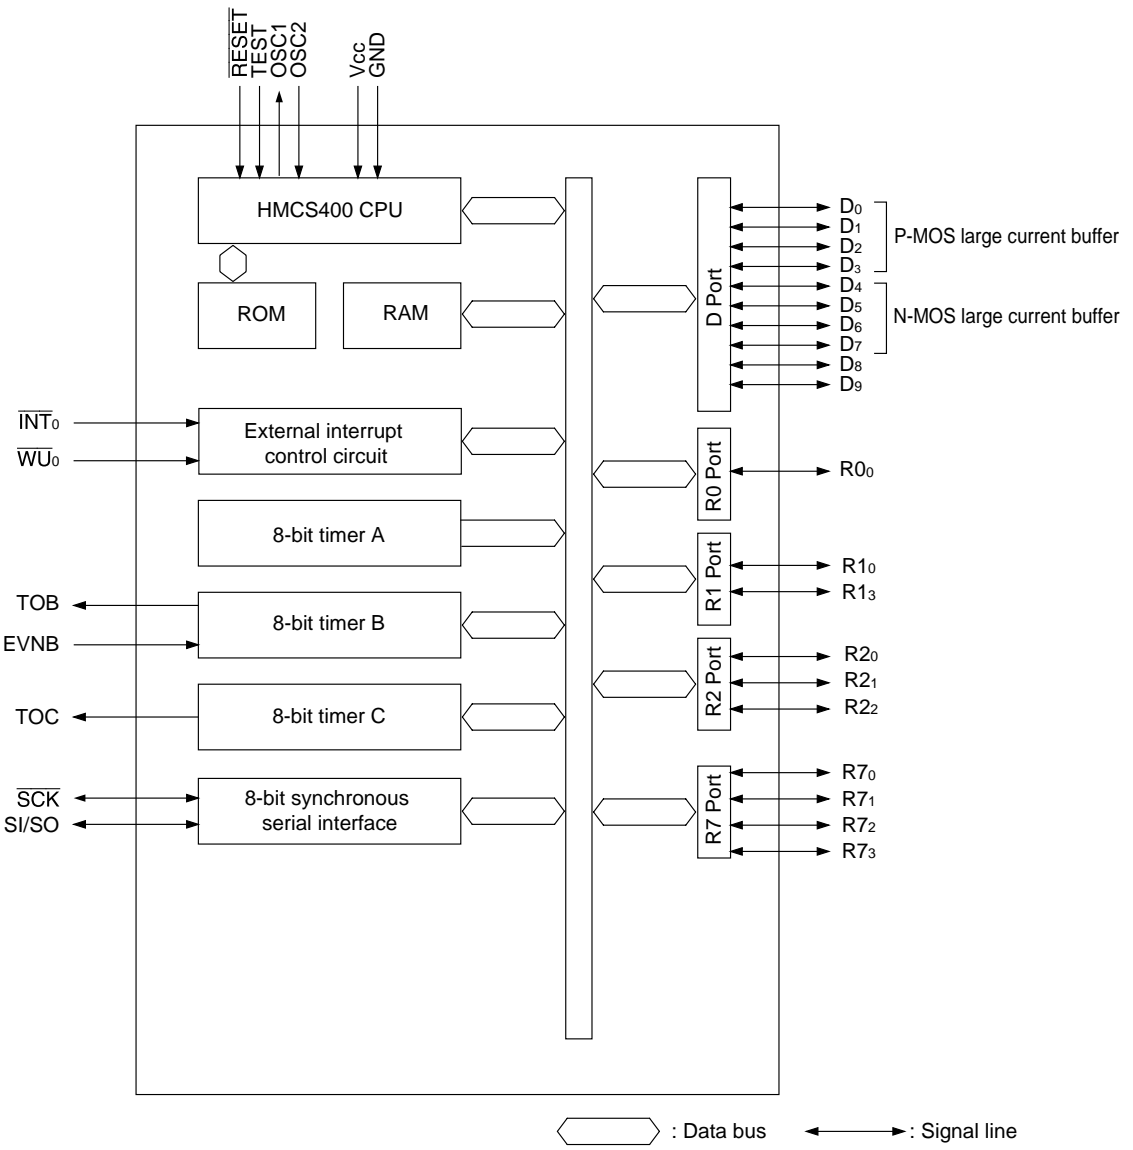 RESET
TEST
OSC1
OSC2
Vcc
GND
HMCS400 CPU
ROM
RAM
External interrupt
control circuit
8-bit timer A
8-bit timer B
8-bit timer C
8-bit synchronous
serial interface
INT0
WU0
TOB
EVNB
TOC
SCK
SI/SO
D Port
R0 Port
R1 Port
R2 Port
R7 Port
D0
D1
D2
D3
D4
D5
D6
D7
D8
D9
P-MOS large current buffer
N-MOS large current buffer
R00
R10
R13
R20
R21
R22
R70
R71
R72
R73
: Data bus
: Signal line